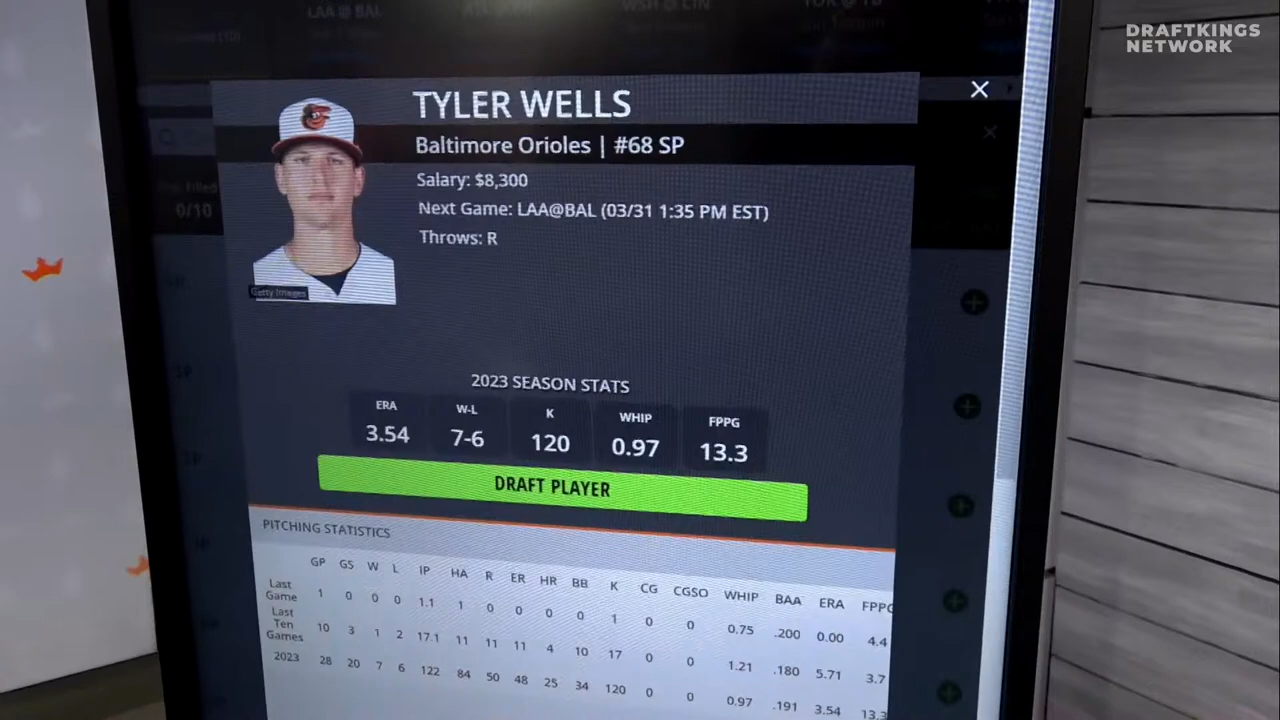 DRAFTKINGS
NETWORK
LAA @ BAL
WSH @ CIN
TYLER WELLS
Baltimore Orioles | #68 SP
Salary: $8,300
Next Game: LAA@BAL (03/31 1:35 PM EST)
Throws: R
0/10
Getty Images
2023 SEASON STATS
ERA W-L K WHIP FPPG
3.54 7-6 120 0.97 13.3
DRAFT PLAYER
PITCHING STATISTICS
GP GS W L IP HA R ER HR BB K CG CGSO WHIP BAA ERA FPPG
Last Game 1 0 0 0 1.1 1 0 0 0 0 1 0 0 0.75 .200 0.00 4.4
Last Ten Games 10 3 1 2 17.1 11 11 11 4 10 17 0 0 1.21 .180 5.71 3.7
2023 28 20 7 6 122 84 50 48 25 34 120 0 0 0.97 .191 3.54 13.3